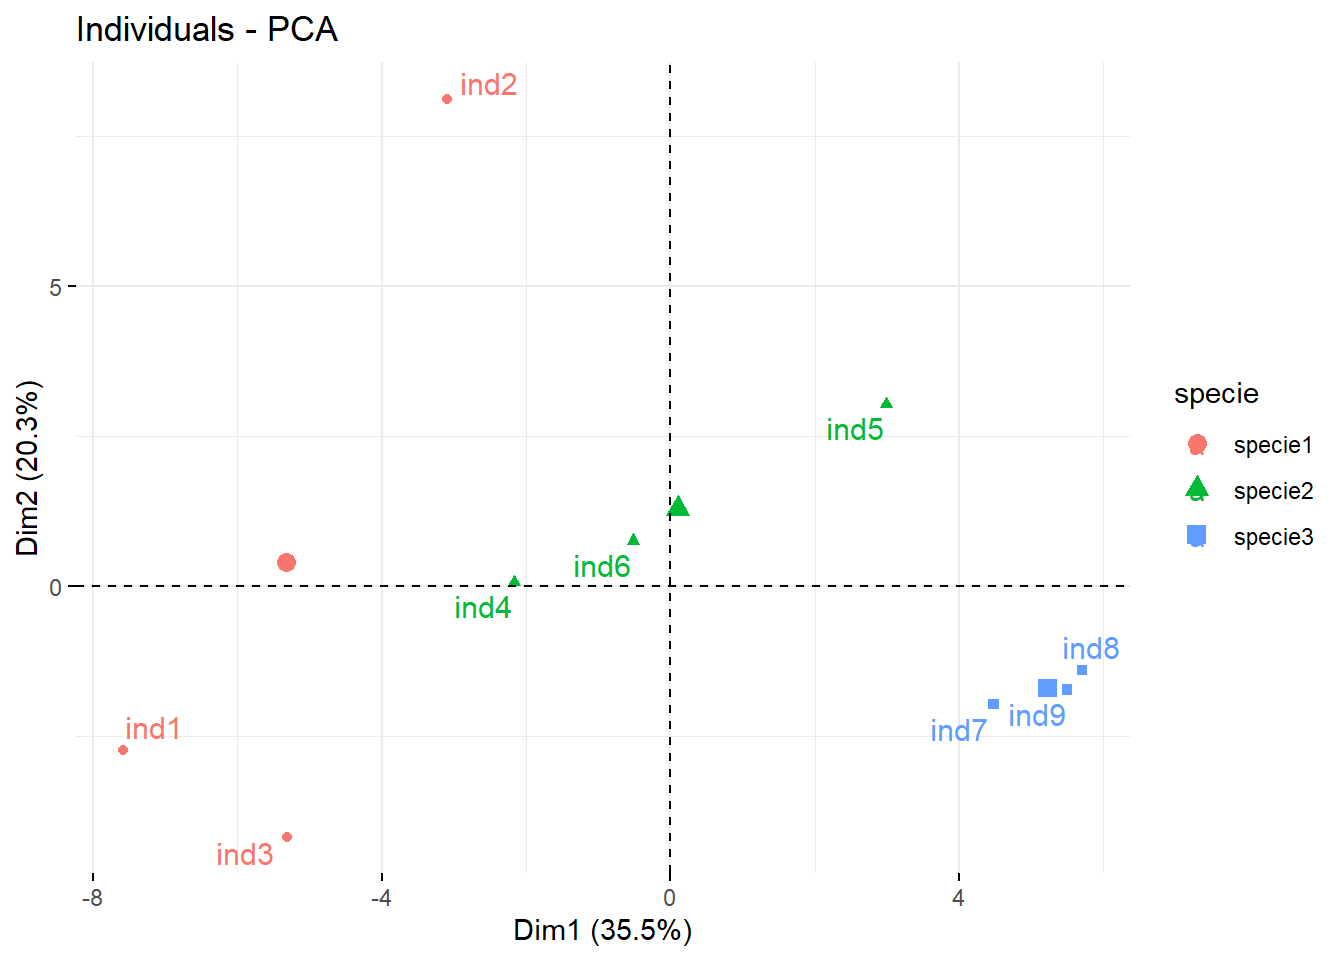 Individuals - PCA
ind2
5
ind5
ind6
0
ind4
ind8
ind9
ind7
ind1
ind3
-8
-4
0
4
Dim1 (35.5%)
Dim2 (20.3%)
specie
specie1
specie2
specie3